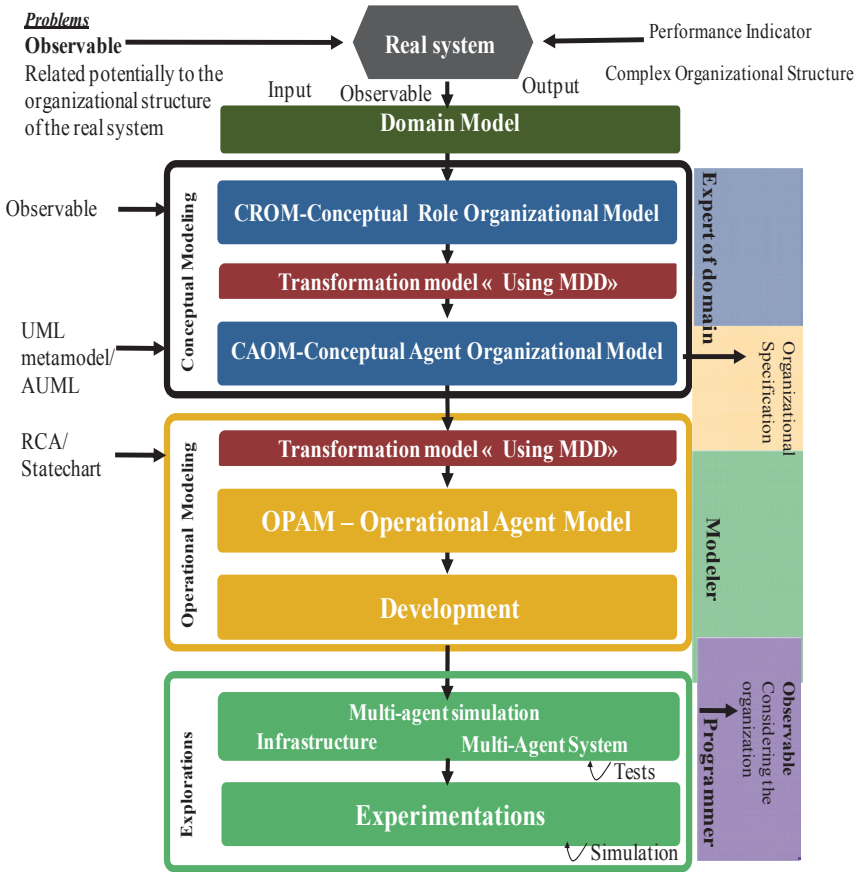 Problems
Observable
Related potentially to the
organizational structure
of the real system
Real system
Performance Indicator
Complex Organizational Structure
Input
Observable
Output
Domain Model
Conceptual Modeling
Observable
CROM-Conceptual Role Organizational Model
Transformation model « Using MDD»
UML
metamodel/
AUML
CAOM-Conceptual Agent Organizational Model
Expert of domain
Organizational
Specification
Operational Modeling
RCA/
Statechart
Transformation model « Using MDD»
OPAM – Operational Agent Model
Development
Modeler
Explorations
Multi-agent simulation
Infrastructure
Multi-Agent System
Tests
Experimentations
Simulation
Programmer
Observable
Considering the
organization